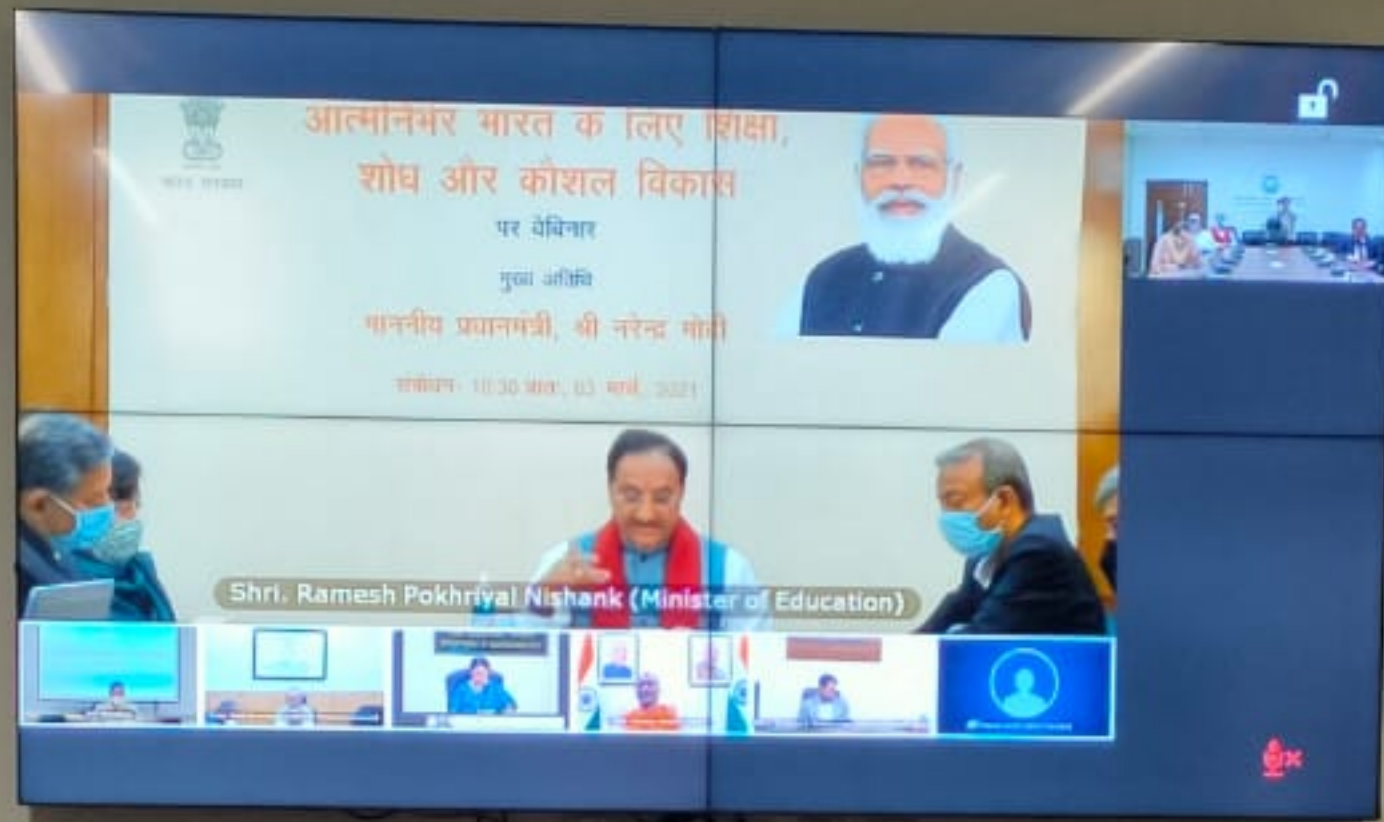 आत्मनिर्भर भारत के लिए शिक्षा,
शोध और कौशल विकास
पर वेबिनार
मुख्य अतिथि
माननीय प्रधानमंत्री, श्री नरेन्द्र मोदी
10:30 प्रातः, 03 मार्च, 2021
Shri. Ramesh Pokhriyal Nishank (Minister of Education)